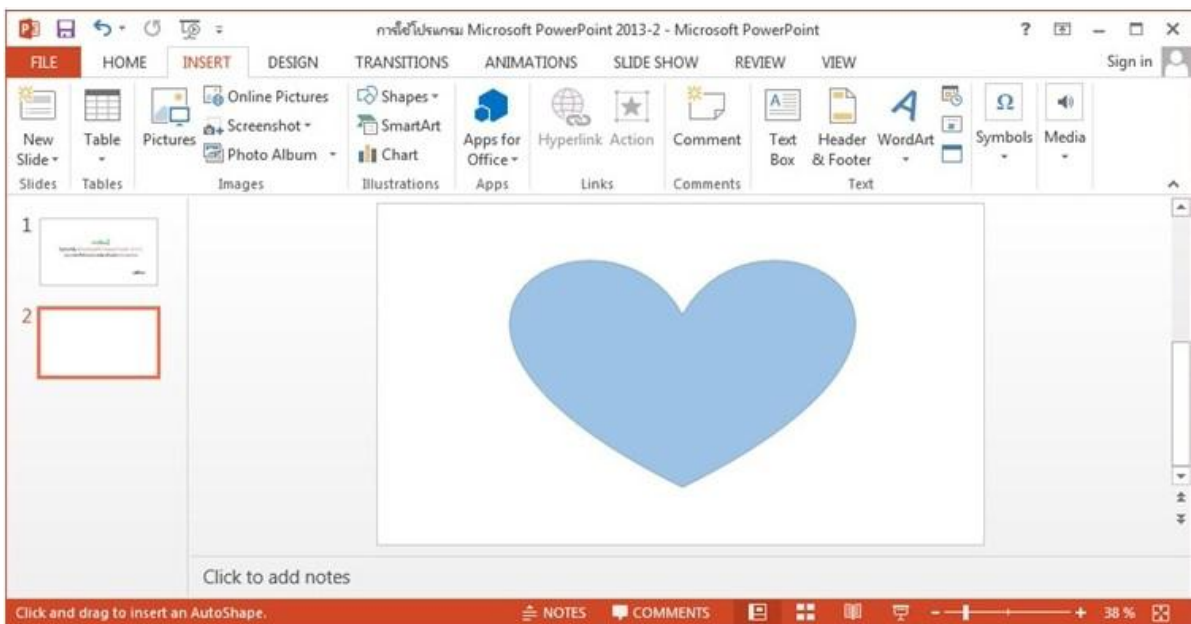 การใช้โปรแกรม Microsoft PowerPoint 2013-2 - Microsoft PowerPoint
?
FILE HOME INSERT DESIGN TRANSITIONS ANIMATIONS SLIDE SHOW REVIEW VIEW Sign in
New Slide
Table
Pictures
Online Pictures
Screenshot
Photo Album
Shapes
SmartArt
Chart
Apps for Office
Hyperlink
Action
Comment
Text Box
Header & Footer
WordArt
Symbols
Media
Slides Tables Images Illustrations Apps Links Comments Text
1
2
Click to add notes
Click and drag to insert an AutoShape. NOTES COMMENTS 38 %